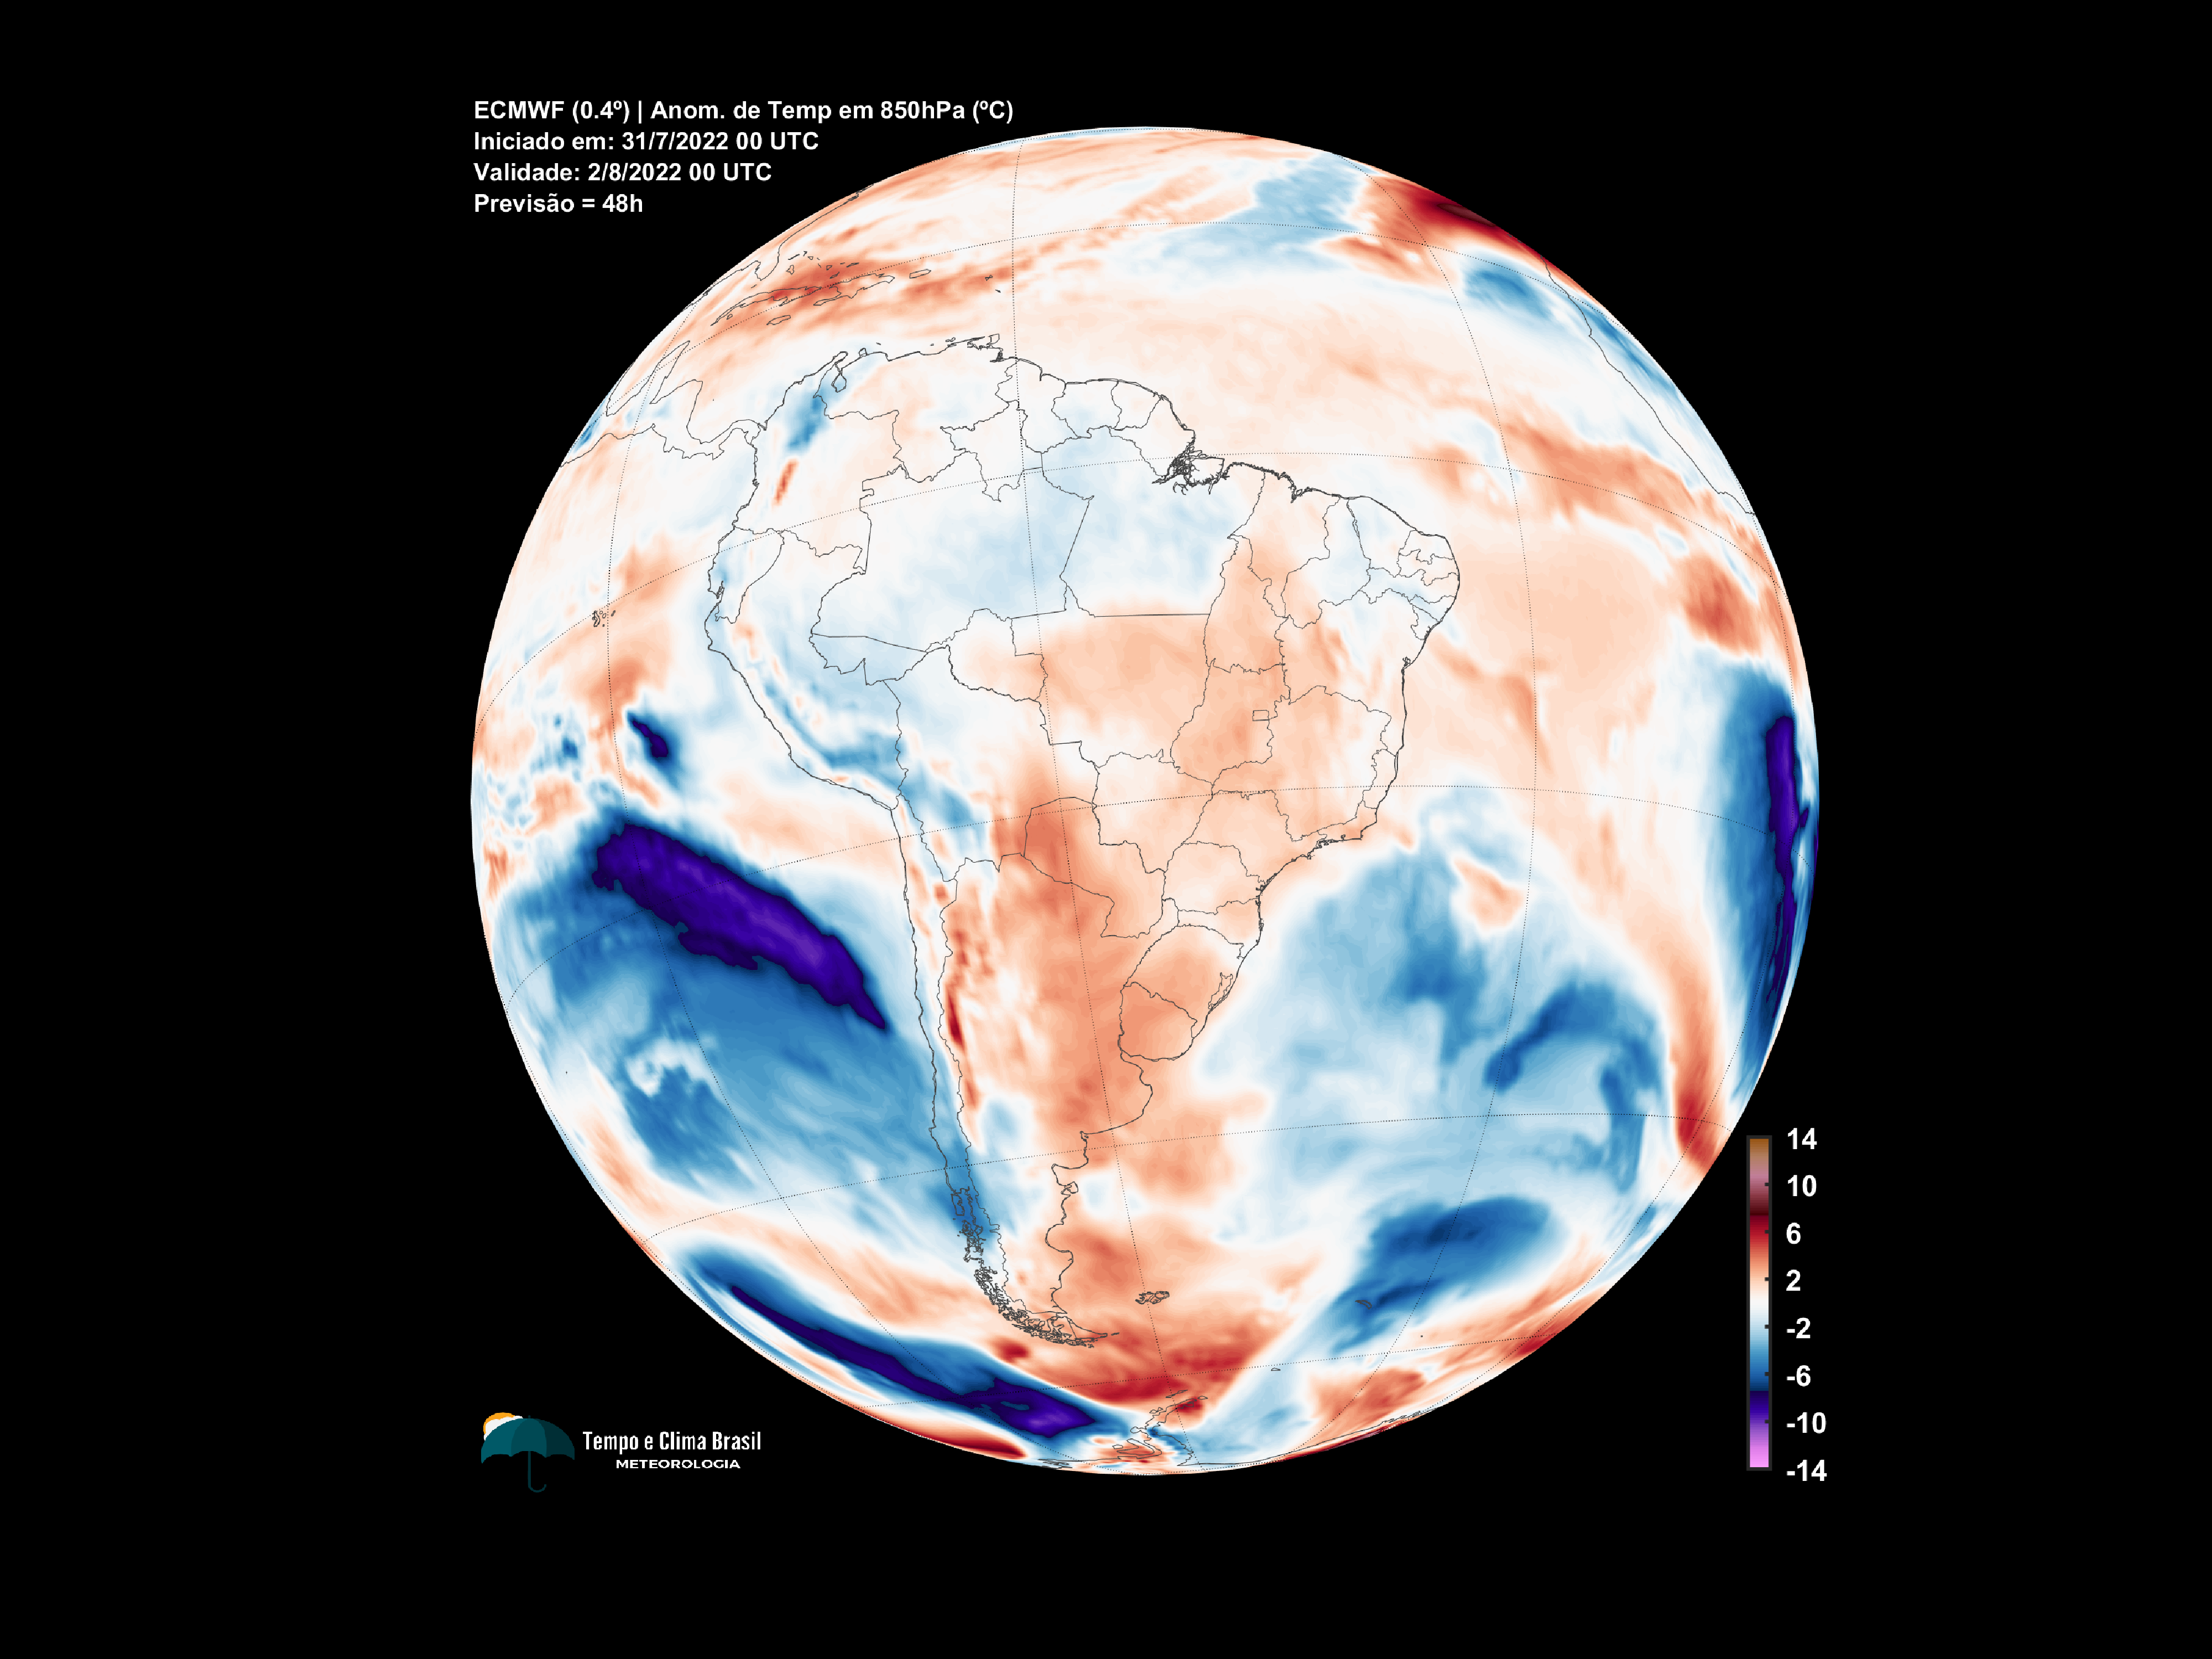 ECMWF (0.4º) | Anom. de Temp em 850hPa (ºC)
Iniciado em: 31/7/2022 00 UTC
Validade: 2/8/2022 00 UTC
Previsão = 48h
14
10
6
2
-2
-6
-10
-14
Tempo e Clima Brasil
METEOROLOGIA